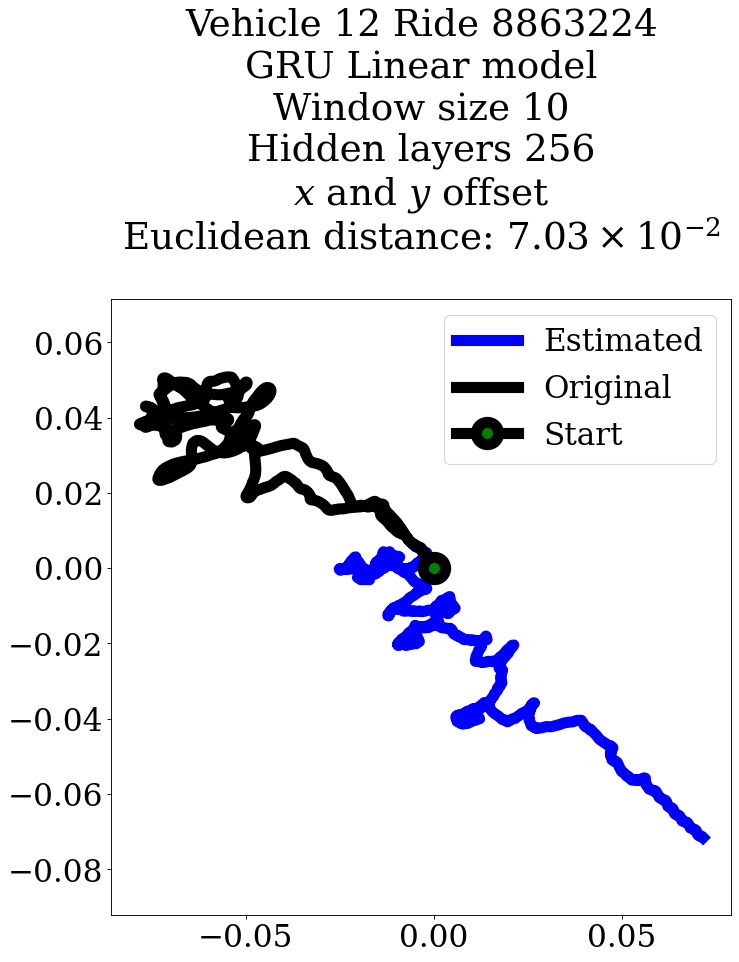 Vehicle 12 Ride 8863224
GRU Linear model
Window size 10
Hidden layers 256
x and y offset
Euclidean distance: 7.03 × 10⁻²
Estimated
Original
Start
0.06
0.04
0.02
0.00
−0.02
−0.04
−0.06
−0.08
−0.05 0.00 0.05